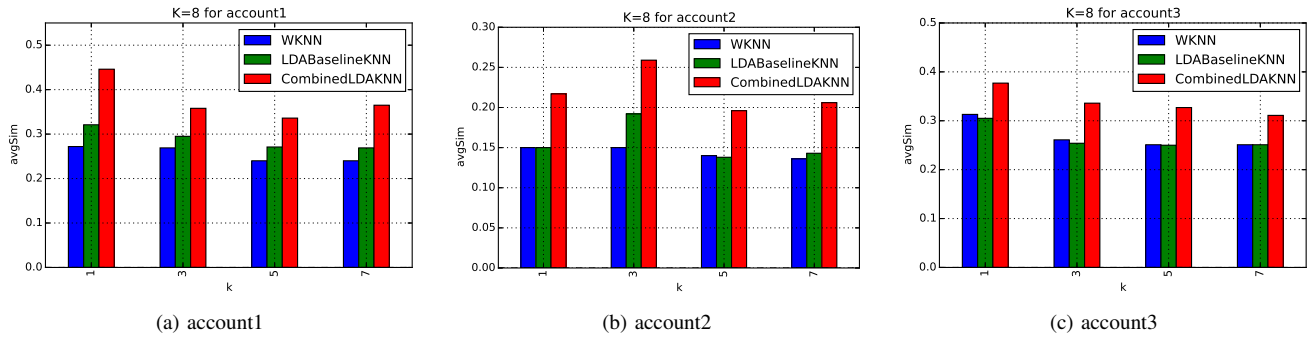 K=8 for account1
0.5
0.4
0.3
0.2
0.1
0.0
avgSim
WKNN
LDABaselineKNN
CombinedLDAKNN
1
3
5
7
k
(a) account1
K=8 for account2
0.30
0.25
0.20
0.15
0.10
0.05
0.00
avgSim
WKNN
LDABaselineKNN
CombinedLDAKNN
1
3
5
7
k
(b) account2
K=8 for account3
0.5
0.4
0.3
0.2
0.1
0.0
avgSim
WKNN
LDABaselineKNN
CombinedLDAKNN
1
3
5
7
k
(c) account3